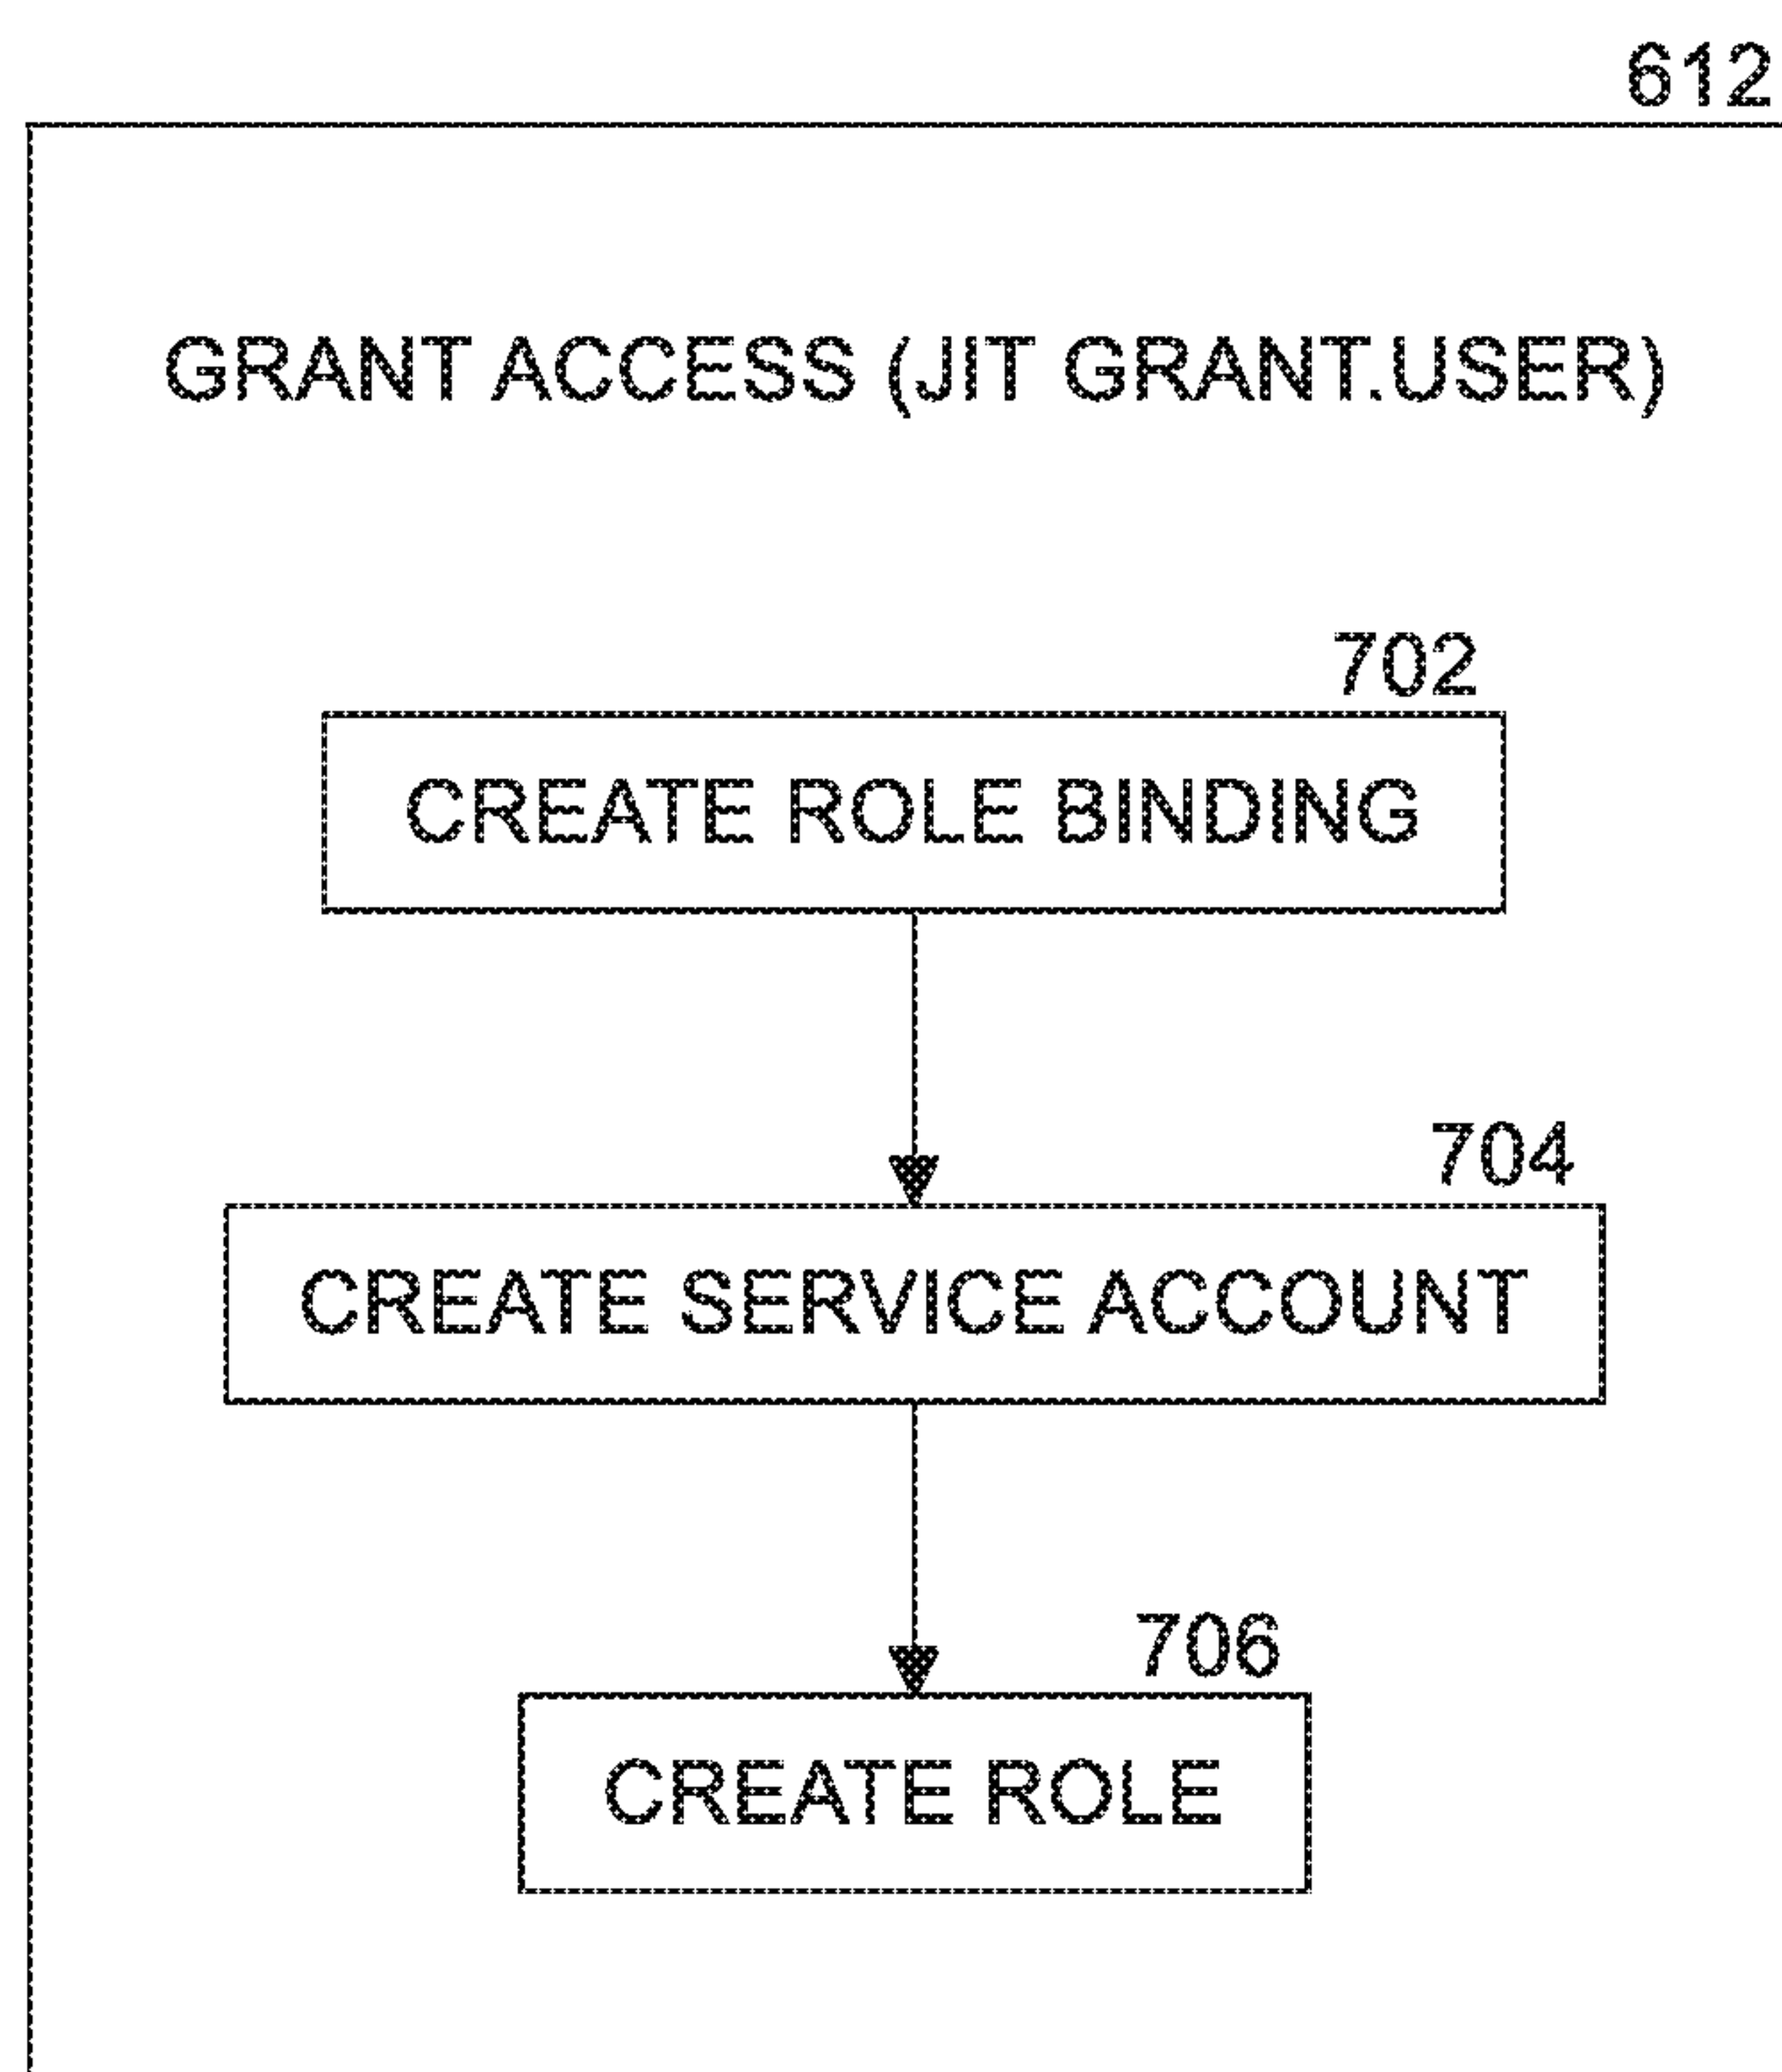 612
GRANT ACCESS (JIT GRANT.USER)
702
CREATE ROLE BINDING
704
CREATE SERVICE ACCOUNT
706
CREATE ROLE